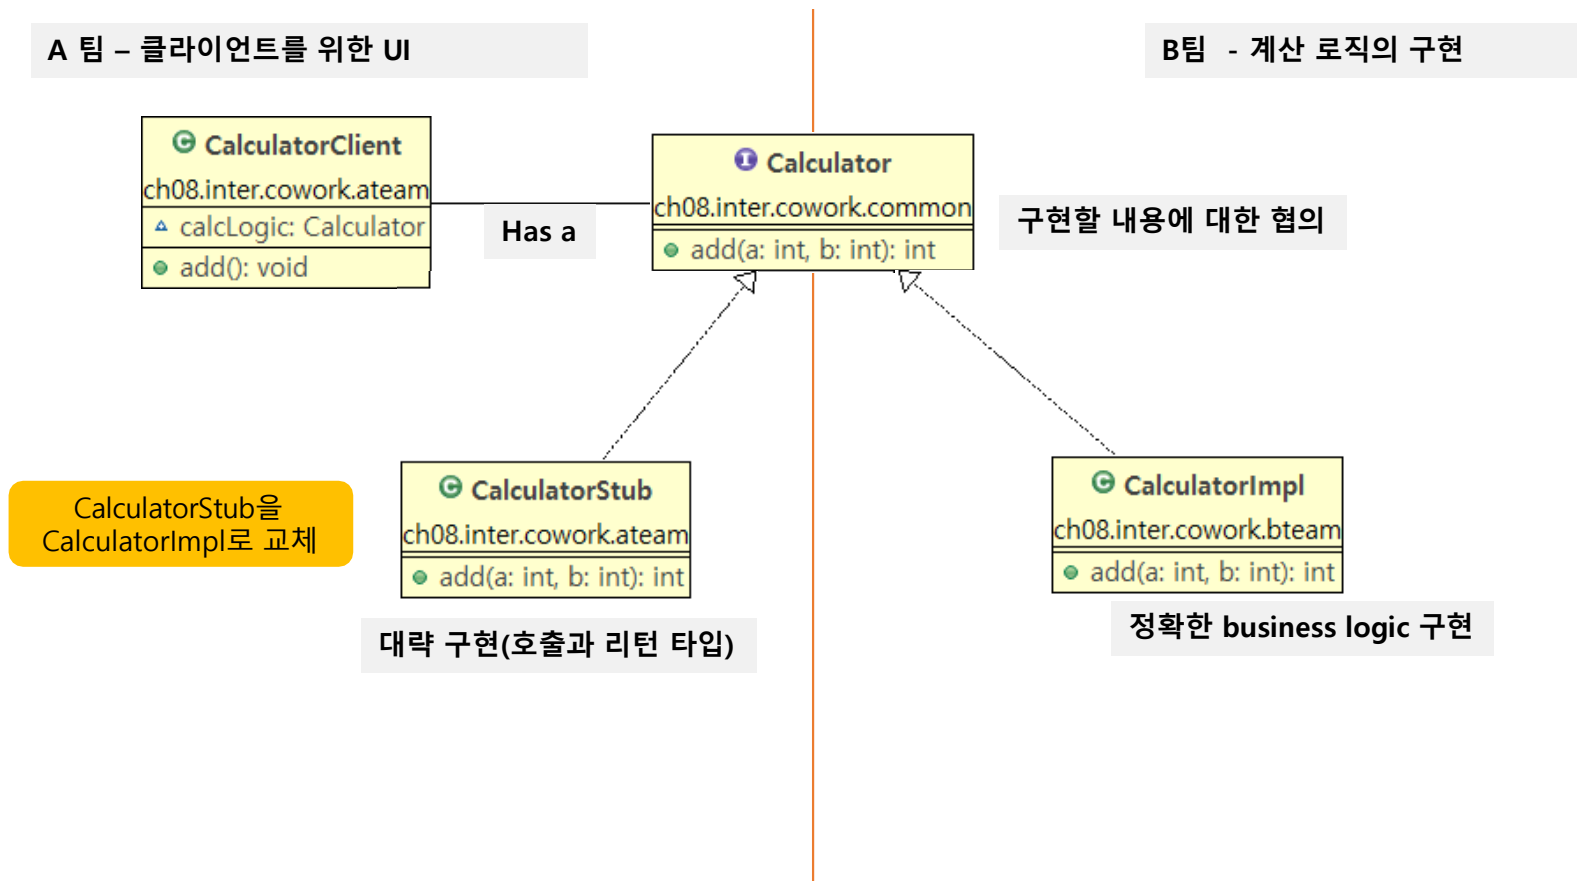 A 팀 – 클라이언트를 위한 UI
B팀 - 계산 로직의 구현
C CalculatorClient
ch08.inter.cowork.ateam
calcLogic: Calculator
add(): void
Has a
I Calculator
ch08.inter.cowork.common
add(a: int, b: int): int
구현할 내용에 대한 협의
CalculatorStub을
CalculatorImpl로 교체
C CalculatorStub
ch08.inter.cowork.ateam
add(a: int, b: int): int
대략 구현(호출과 리턴 타입)
C CalculatorImpl
ch08.inter.cowork.bteam
add(a: int, b: int): int
정확한 business logic 구현